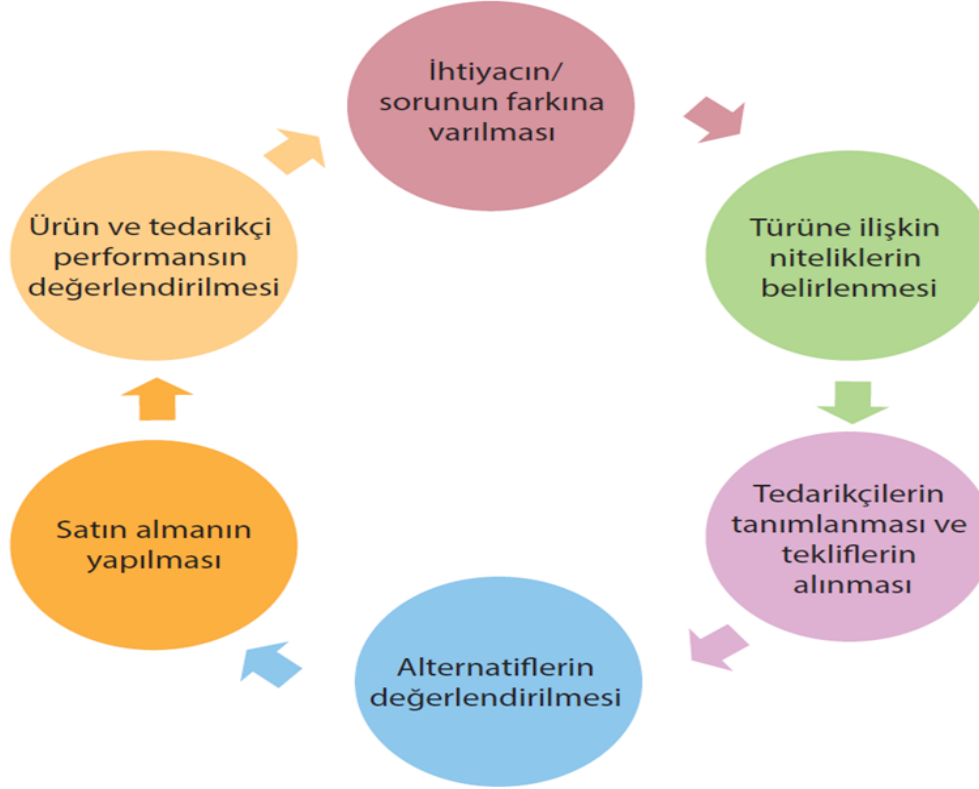 İhtiyacın/
sorunun farkına
varılması
Türüne ilişkin
niteliklerin
belirlenmesi
Tedarikçilerin
tanımlanması ve
tekliflerin
alınması
Alternatiflerin
değerlendirilmesi
Satın almanın
yapılması
Ürün ve tedarikçi
performansın
değerlendirilmesi